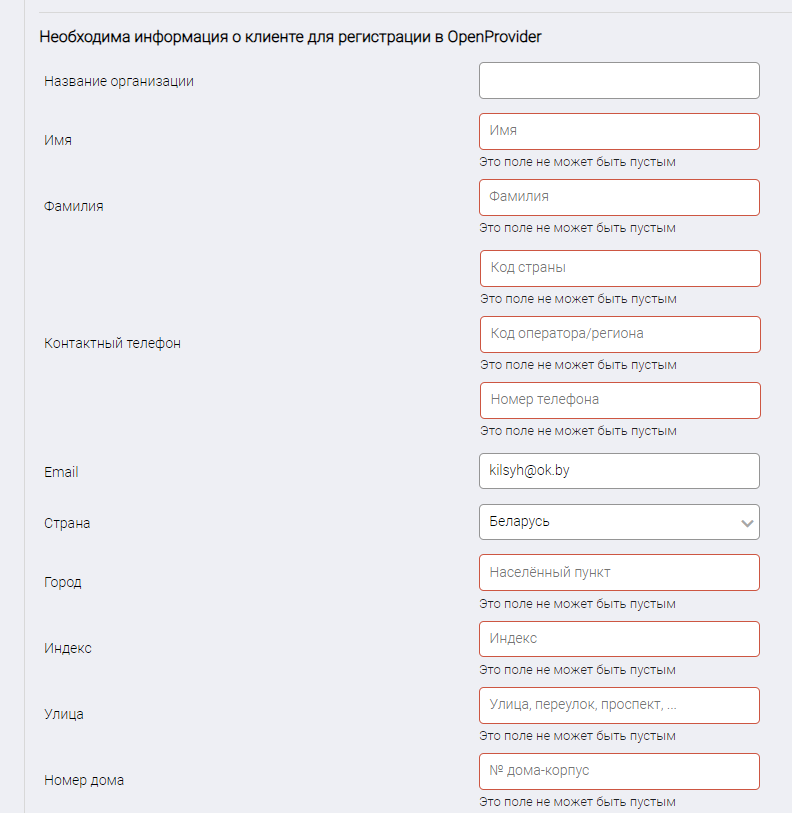 Необходима информация о клиенте для регистрации в OpenProvider
Название организации
Имя
Имя
Это поле не может быть пустым
Фамилия
Фамилия
Это поле не может быть пустым
Код страны
Это поле не может быть пустым
Контактный телефон
Код оператора/региона
Это поле не может быть пустым
Номер телефона
Это поле не может быть пустым
Email
kilsyh@ok.by
Страна
Беларусь
Город
Населённый пункт
Это поле не может быть пустым
Индекс
Индекс
Это поле не может быть пустым
Улица
Улица, переулок, проспект, ...
Это поле не может быть пустым
Номер дома
№ дома-корпус
Это поле не может быть пустым